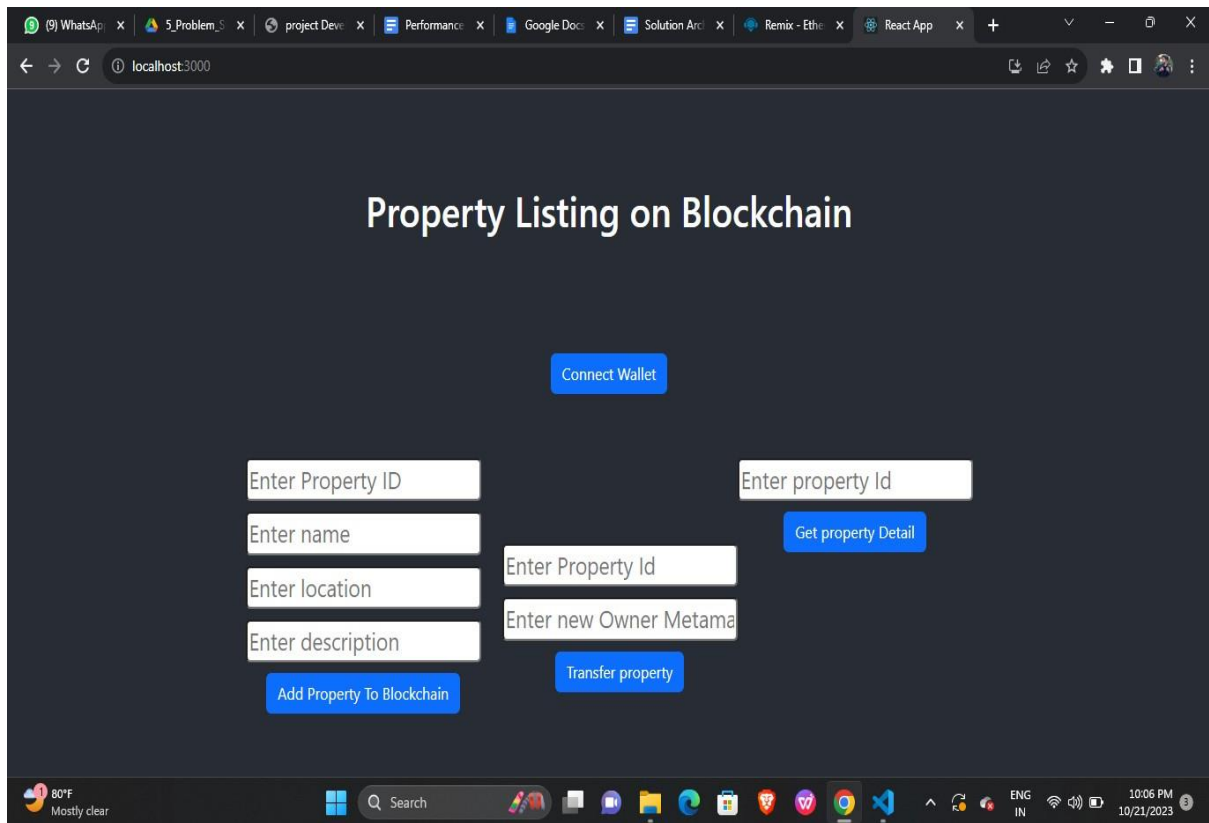 (9) WhatsAp
5_Problem_S
project Deve
Performance
Google Docs
Solution Arc
Remix - Ethe
React App
localhost:3000
Property Listing on Blockchain
Connect Wallet
Enter Property ID
Enter name
Enter location
Enter description
Add Property To Blockchain
Enter Property Id
Enter new Owner Metama
Transfer property
Enter property Id
Get property Detail
1
80°F
Mostly clear
Search
ENG
IN
10:06 PM
10/21/2023
3